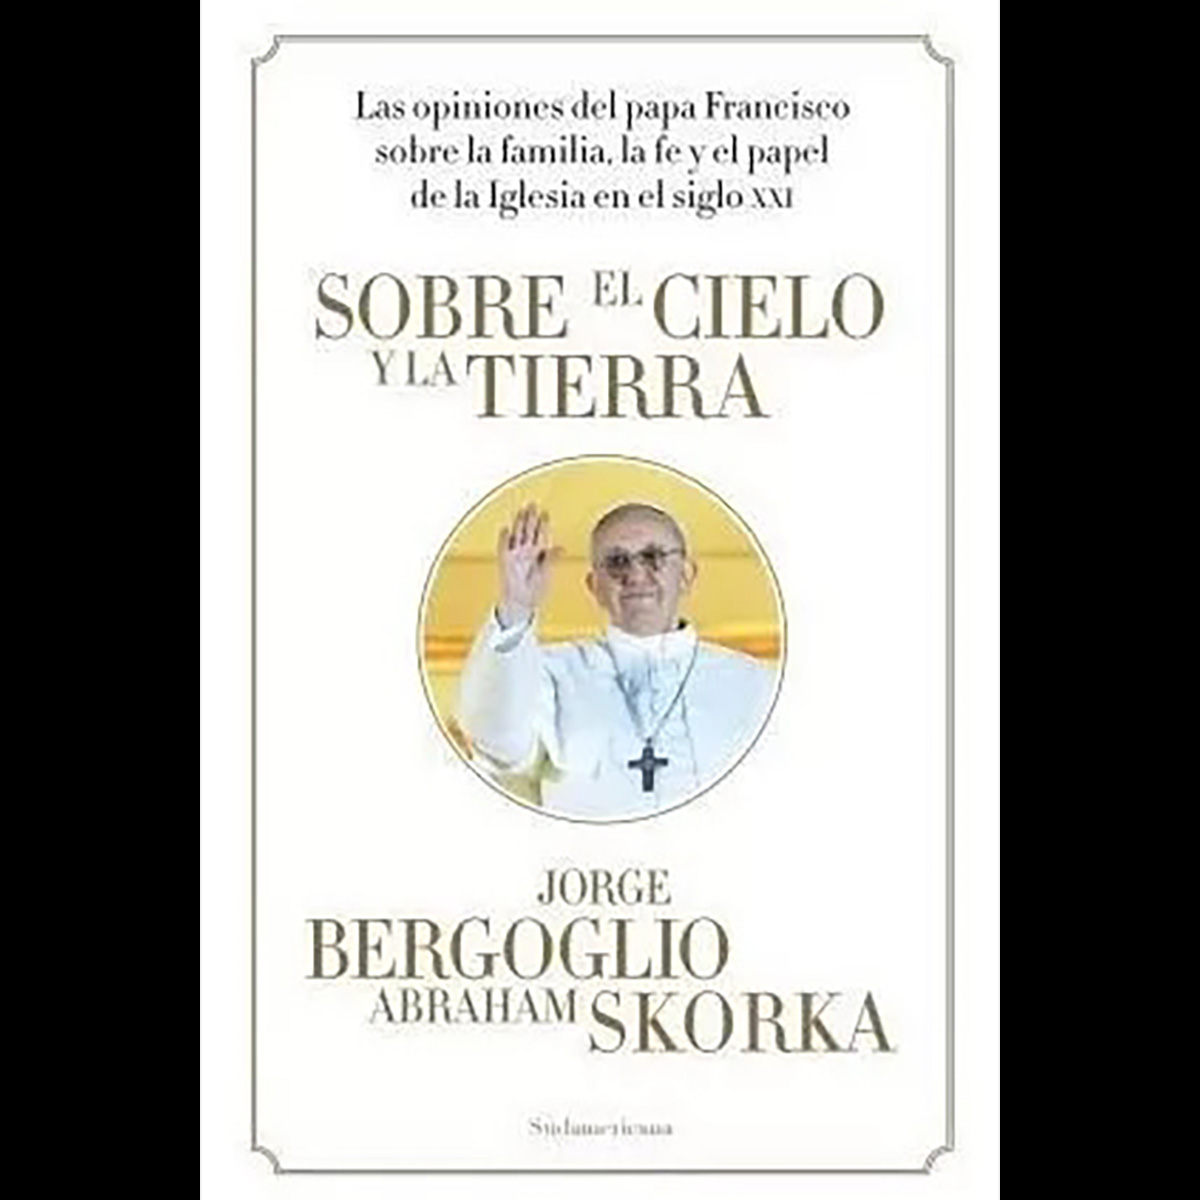 Las opiniones del papa Francisco
sobre la familia, la fe y el papel
de la Iglesia en el siglo XXI
SOBRE EL CIELO
Y LA TIERRA
JORGE
BERGOGLIO
ABRAHAM SKORKA
Sudamericana